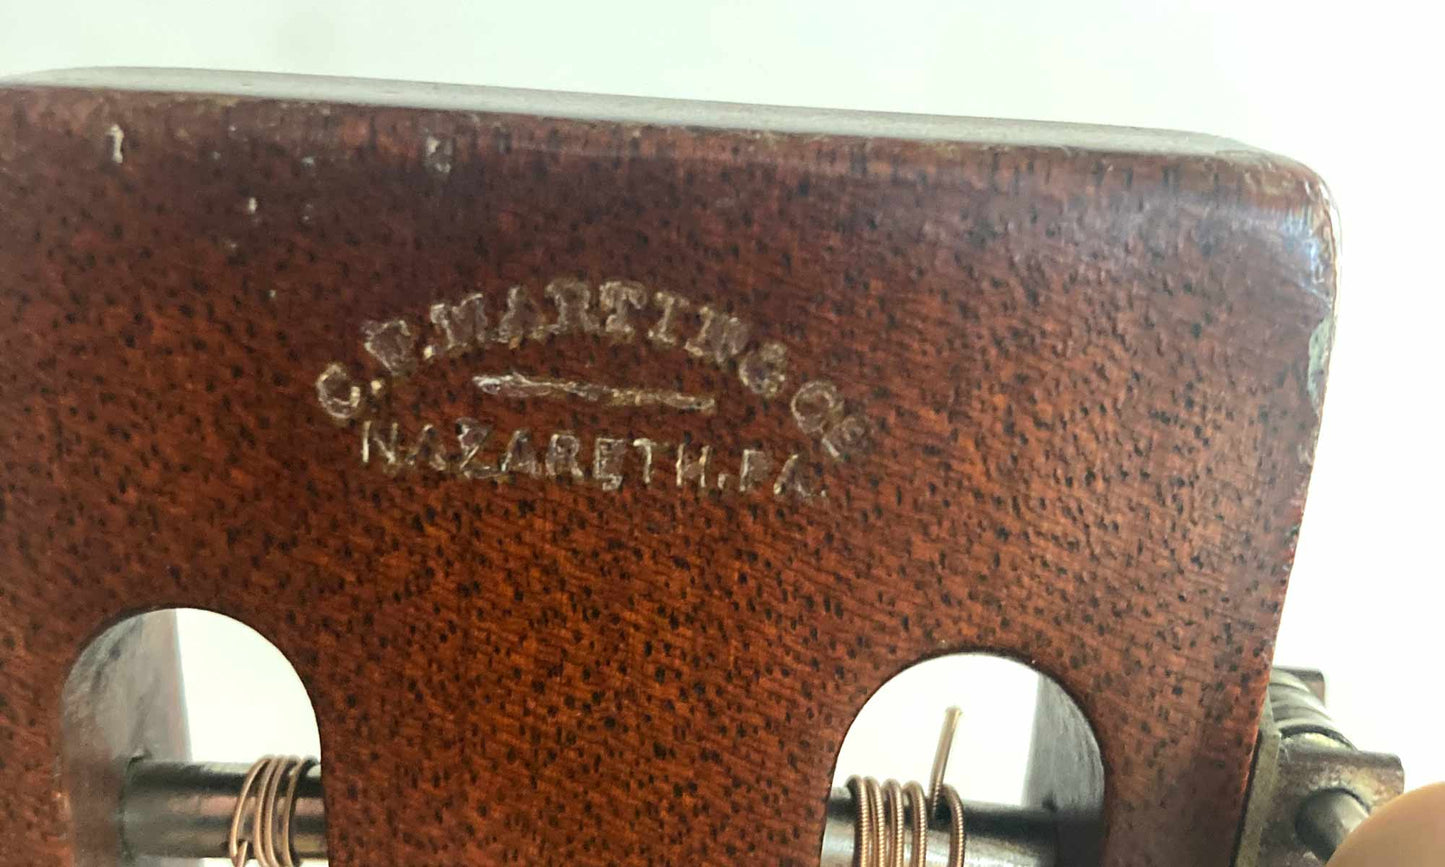 C.F. MARTIN & CO
NAZARETH, PA.